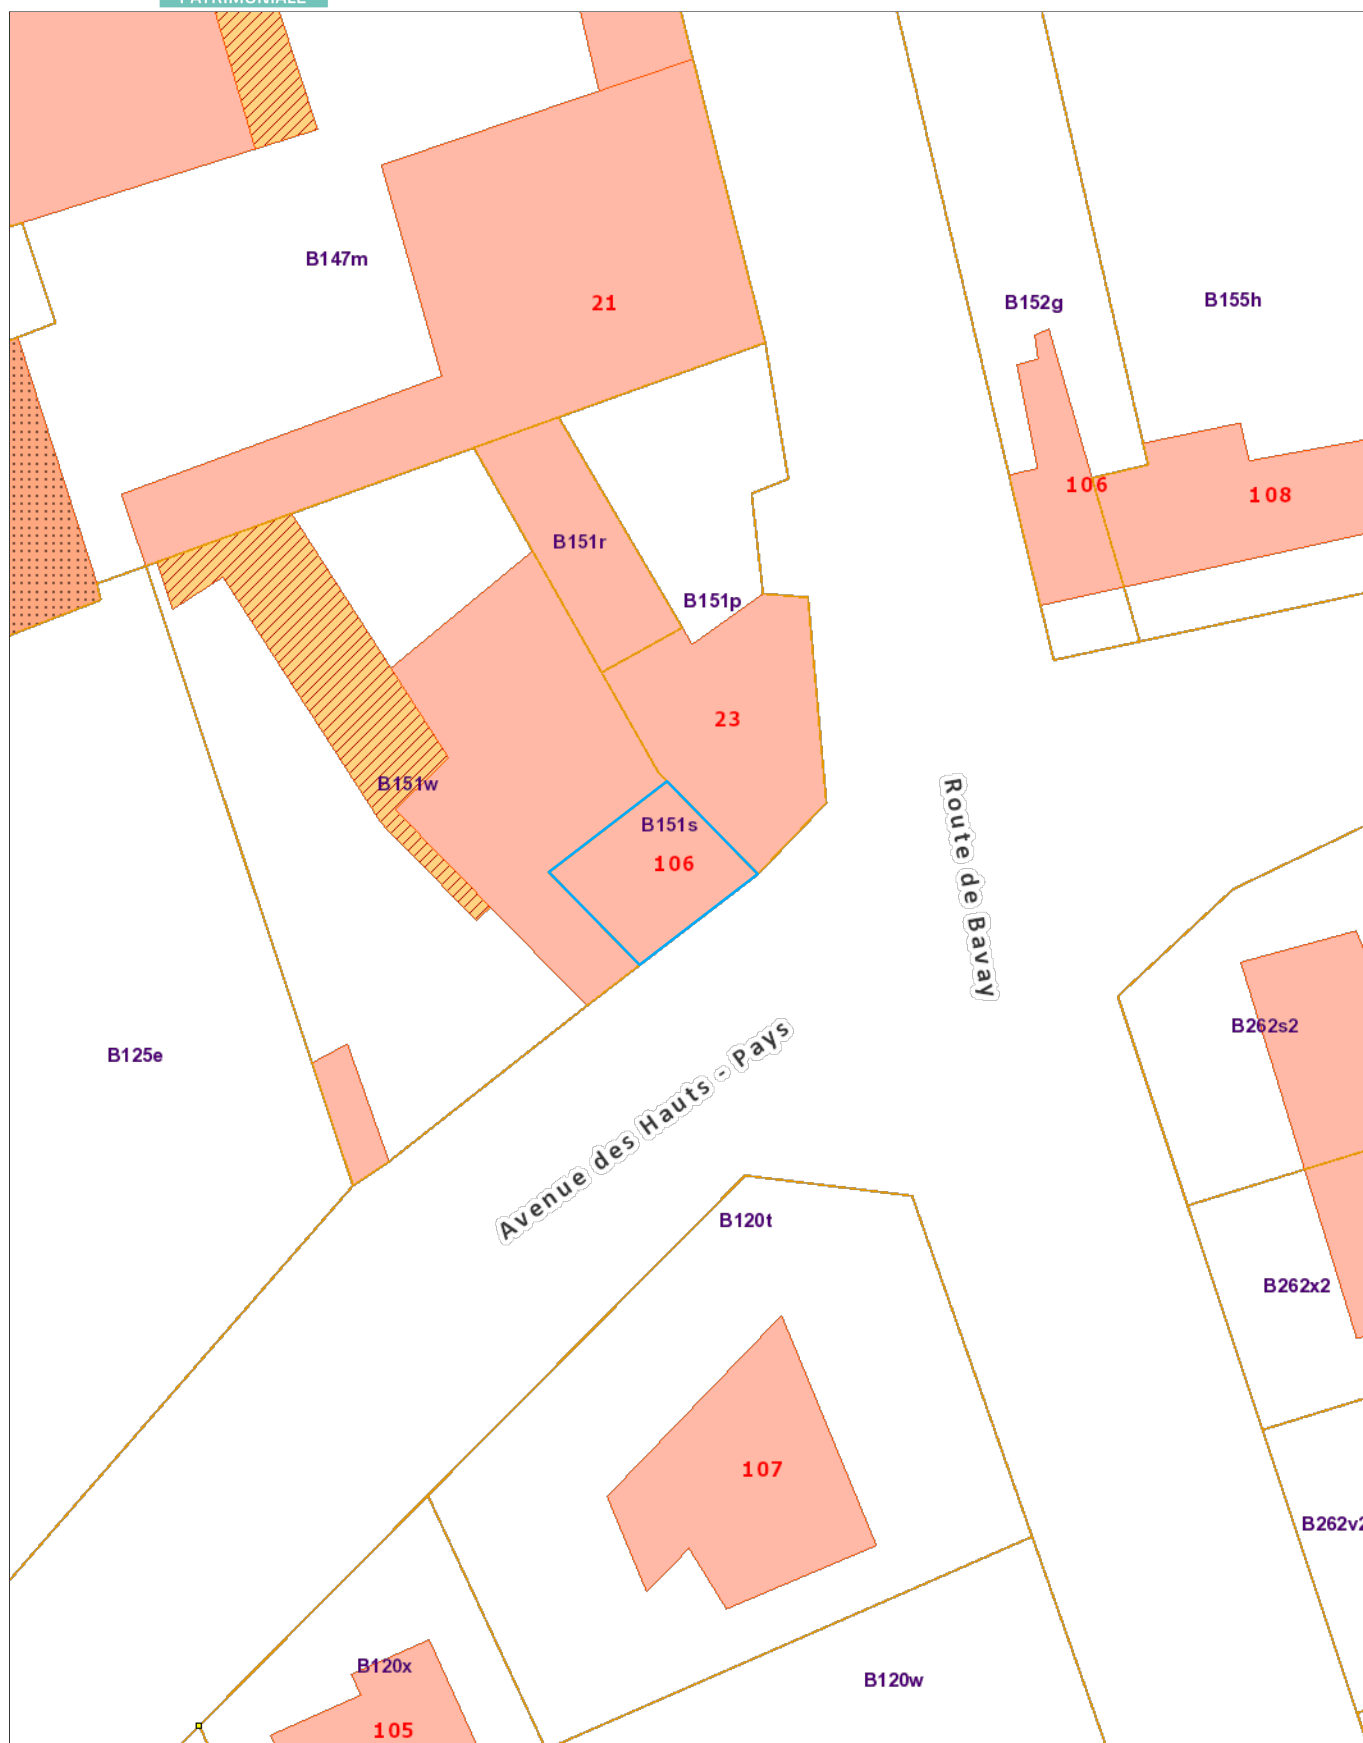 PATRIMONIALE
B147m
21
B152g
B155h
106
108
B151r
B151p
23
B151w
B151s
106
Route de Bavay
B125e
Avenue des Hauts - Pays
B262s2
B120t
B262x2
107
B262v2
B120x
B120w
105